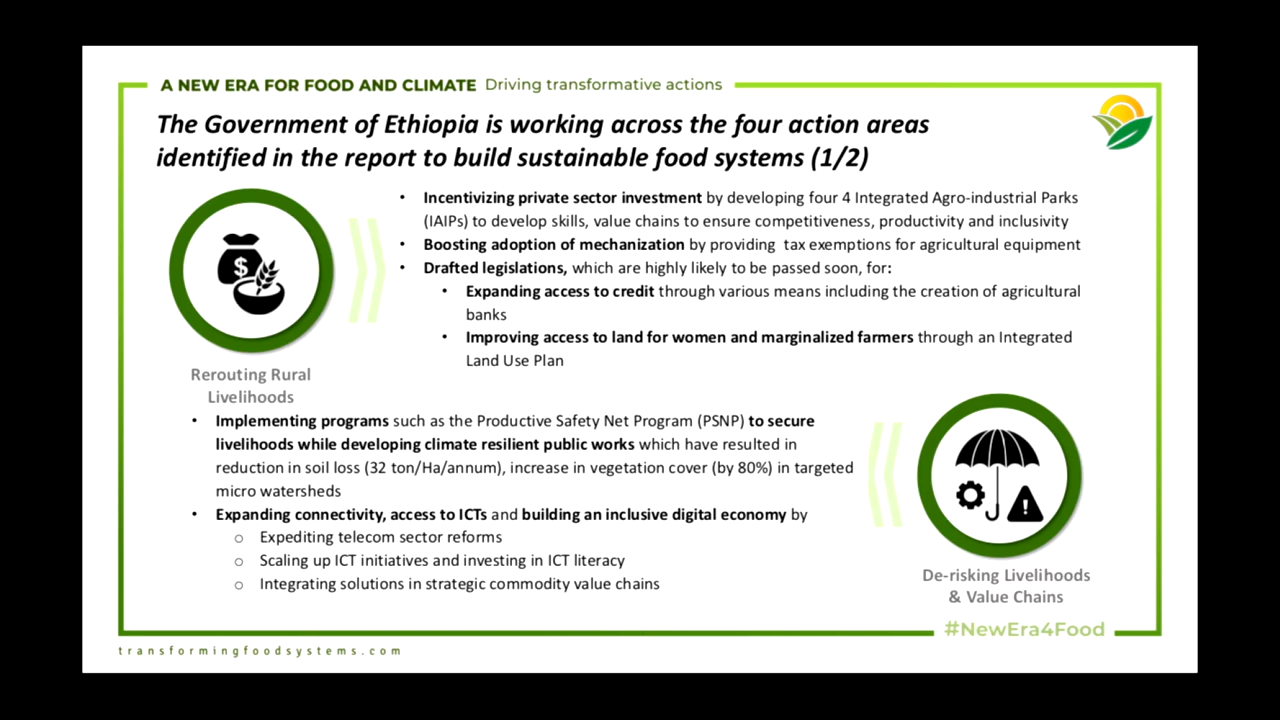 A NEW ERA FOR FOOD AND CLIMATE Driving transformative actions
The Government of Ethiopia is working across the four action areas
identified in the report to build sustainable food systems (1/2)
• Incentivizing private sector investment by developing four 4 Integrated Agro-industrial Parks
(IAIPs) to develop skills, value chains to ensure competitiveness, productivity and inclusivity
• Boosting adoption of mechanization by providing tax exemptions for agricultural equipment
• Drafted legislations, which are highly likely to be passed soon, for:
• Expanding access to credit through various means including the creation of agricultural
banks
• Improving access to land for women and marginalized farmers through an Integrated
Land Use Plan
$
Rerouting Rural
Livelihoods
• Implementing programs such as the Productive Safety Net Program (PSNP) to secure
livelihoods while developing climate resilient public works which have resulted in
reduction in soil loss (32 ton/Ha/annum), increase in vegetation cover (by 80%) in targeted
micro watersheds
• Expanding connectivity, access to ICTs and building an inclusive digital economy by
○ Expediting telecom sector reforms
○ Scaling up ICT initiatives and investing in ICT literacy
○ Integrating solutions in strategic commodity value chains
!
De-risking Livelihoods
& Value Chains
#NewEra4Food
transformingfoodsystems.com